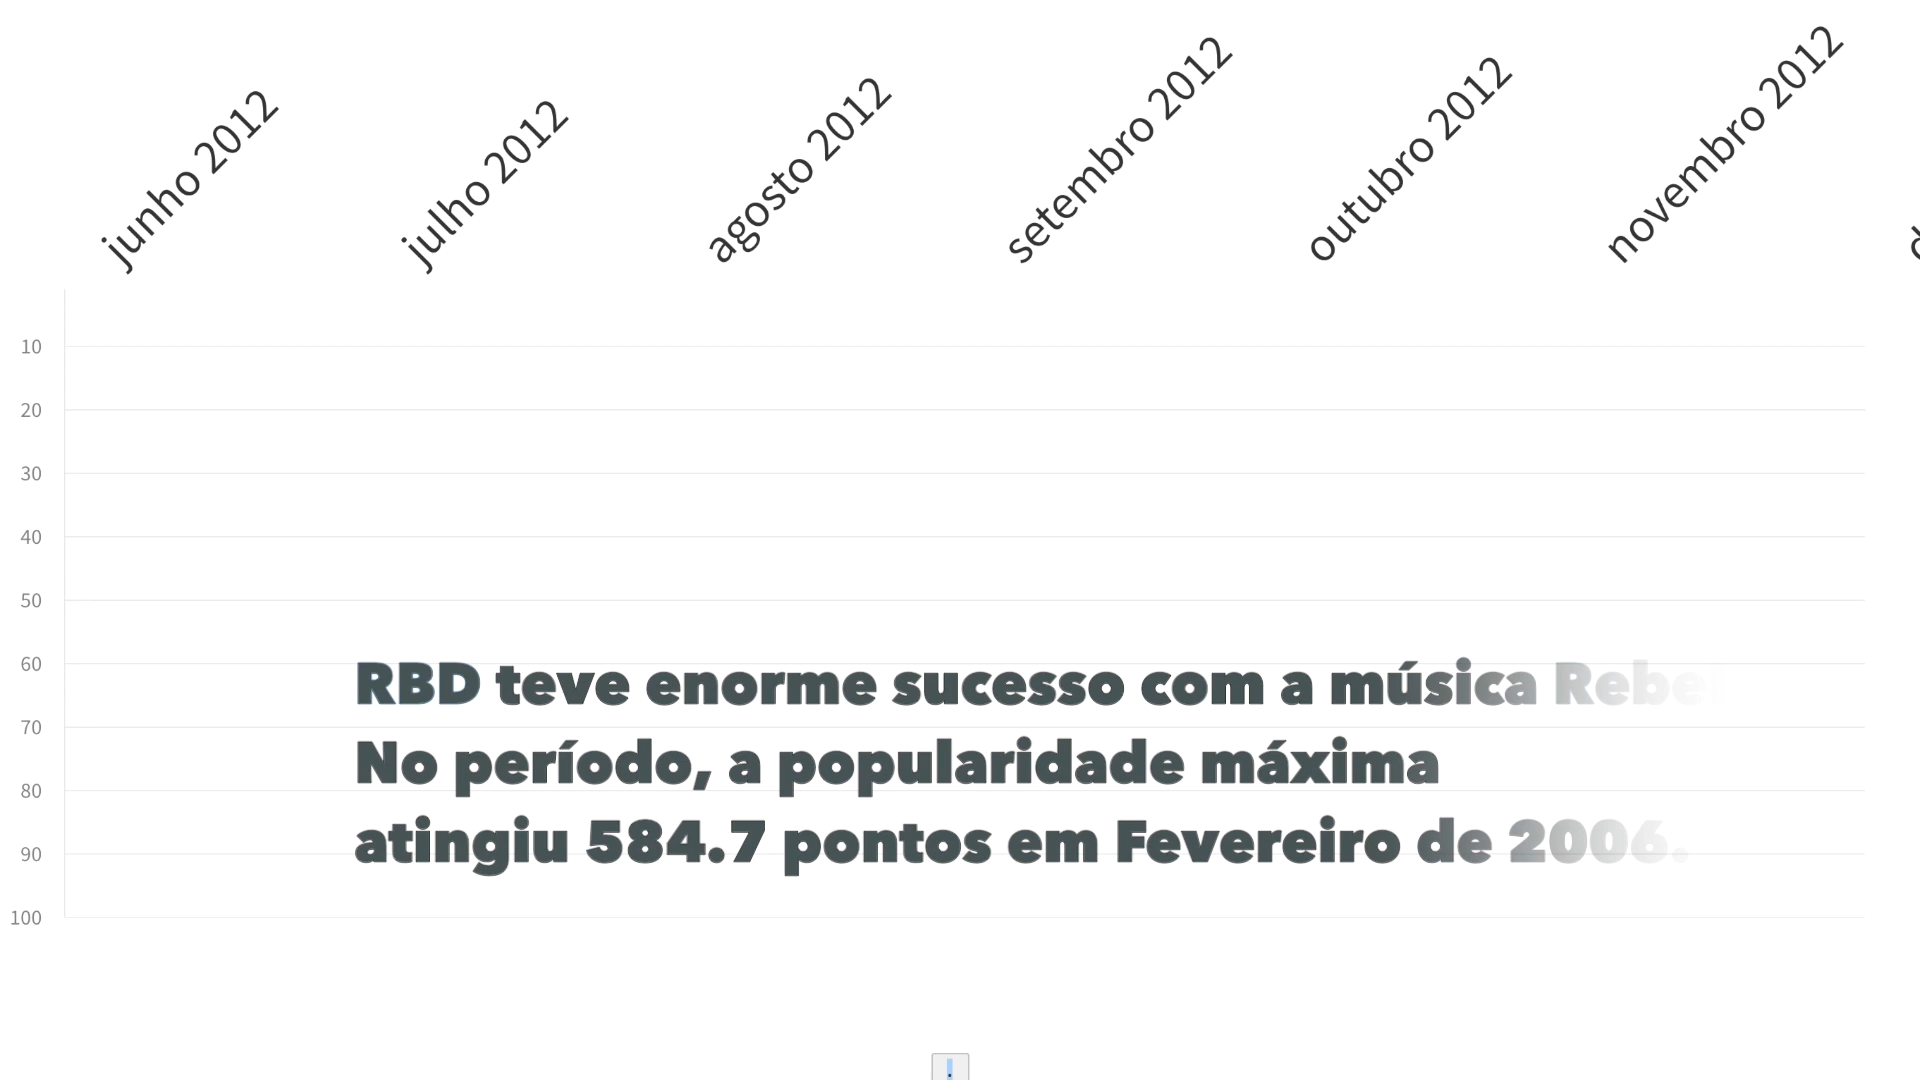 junho 2012
julho 2012
agosto 2012
setembro 2012
outubro 2012
novembro 2012
10
20
30
40
50
60
70
80
90
100
RBD teve enorme sucesso com a música
No período, a popularidade máxima
atingiu 584.7 pontos em Fevereiro de 2006.